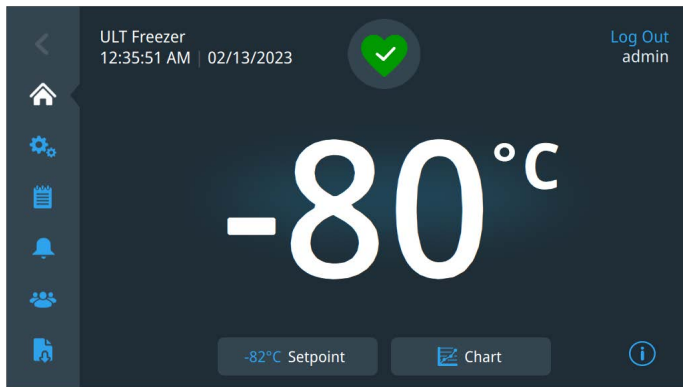 ULT Freezer
Log Out
12:35:51 AM | 02/13/2023
admin
-80°C
-82°C Setpoint
Chart
i